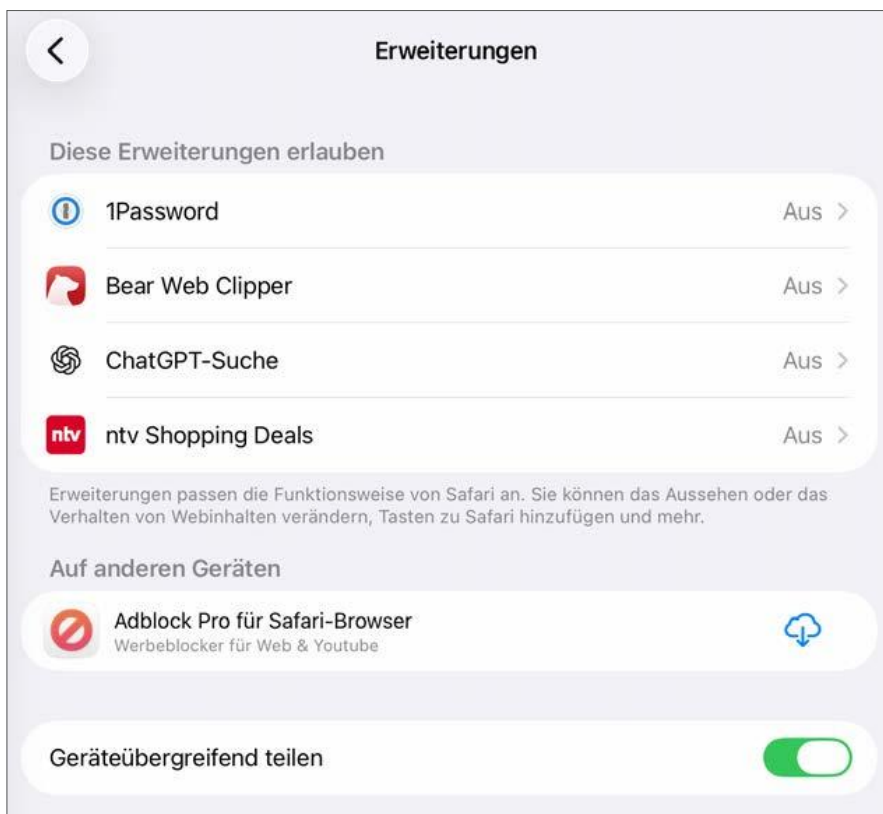 Erweiterungen
Diese Erweiterungen erlauben
1Password Aus
Bear Web Clipper Aus
ChatGPT-Suche Aus
ntv ntv Shopping Deals Aus
Erweiterungen passen die Funktionsweise von Safari an. Sie können das Aussehen oder das
Verhalten von Webinhalten verändern, Tasten zu Safari hinzufügen und mehr.
Auf anderen Geräten
Adblock Pro für Safari-Browser
Werbeblocker für Web & Youtube
Geräteübergreifend teilen